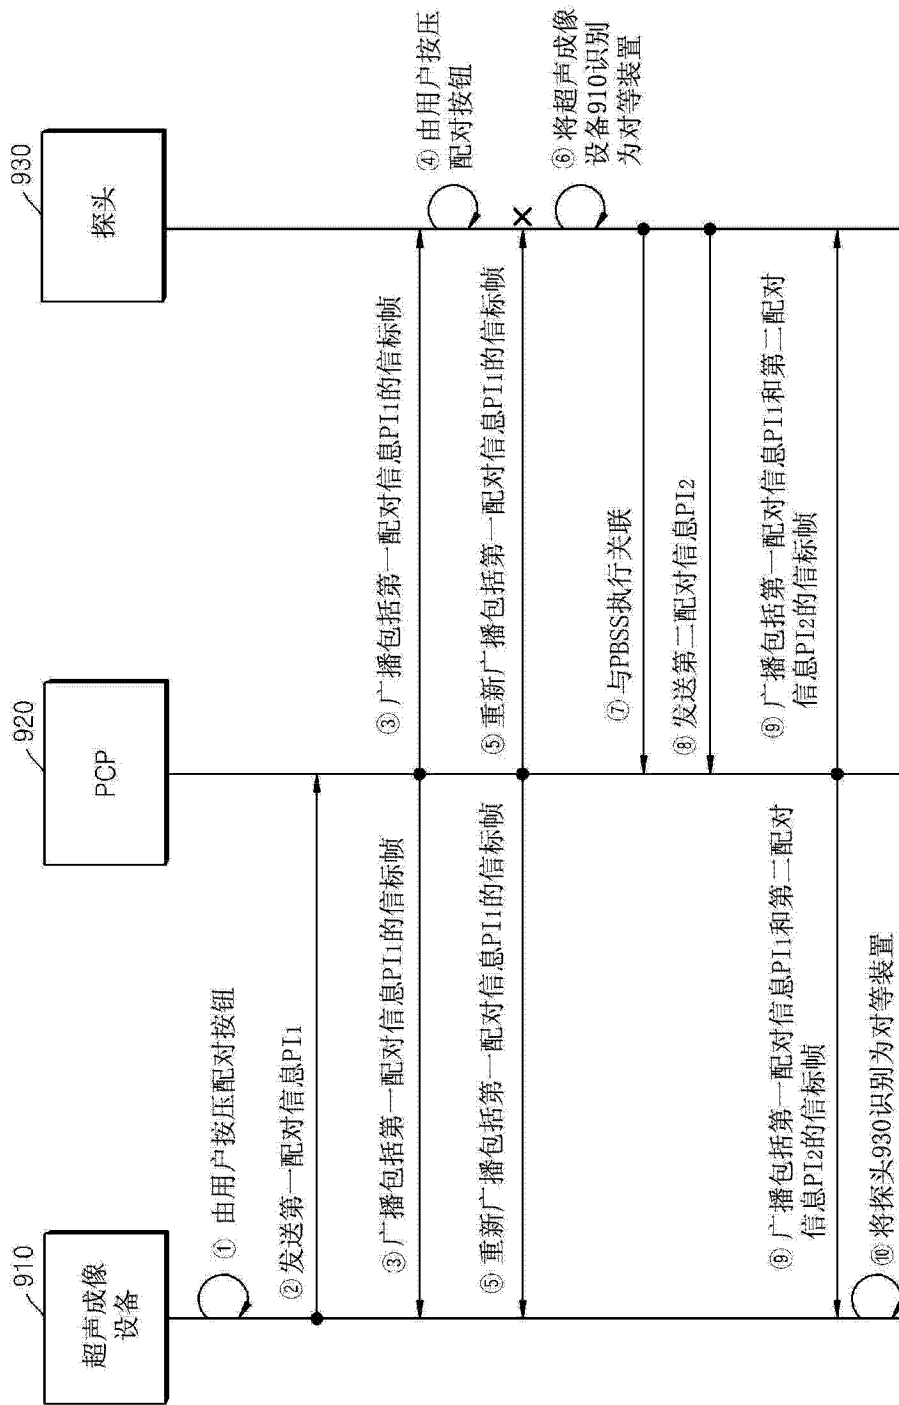 910
超声成像
设备
920
PCP
930
探头
① 由用户按压配对按钮
② 发送第一配对信息PI1
③ 广播包括第一配对信息PI1的信标帧
③ 广播包括第一配对信息PI1的信标帧
④ 由用户按压
配对按钮
⑤ 重新广播包括第一配对信息PI1的信标帧
⑤ 重新广播包括第一配对信息PI1的信标帧
⑥ 将超声成像
设备910识别
为对等装置
⑦ 与PBSS执行关联
⑧ 发送第二配对信息PI2
⑨ 广播包括第一配对信息PI1和第二配对
信息PI2的信标帧
⑨ 广播包括第一配对信息PI1和第二配对
信息PI2的信标帧
⑩ 将探头930识别为对等装置